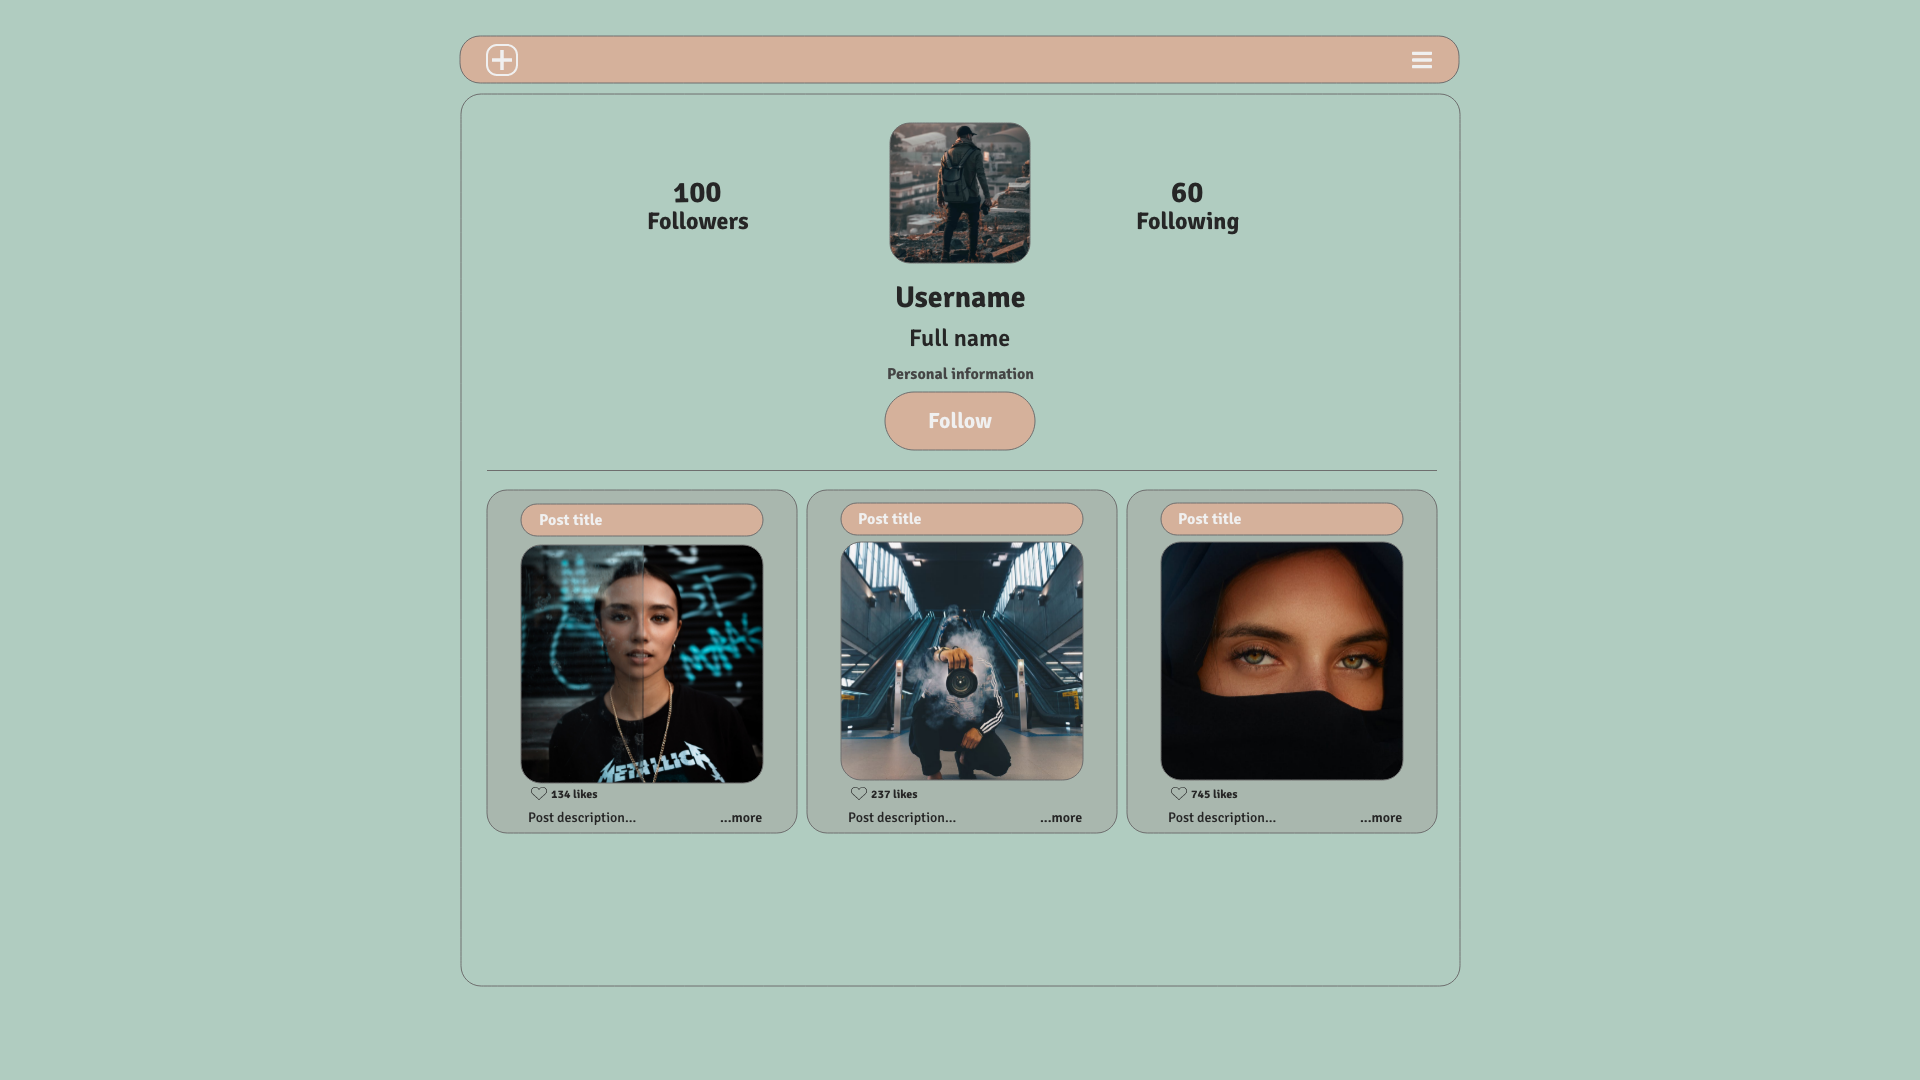 100
Followers
60
Following
Username
Full name
Personal information
Follow
Post title
Post title
Post title
METALLICA
134 likes
237 likes
745 likes
Post description...
...more
Post description...
...more
Post description...
...more